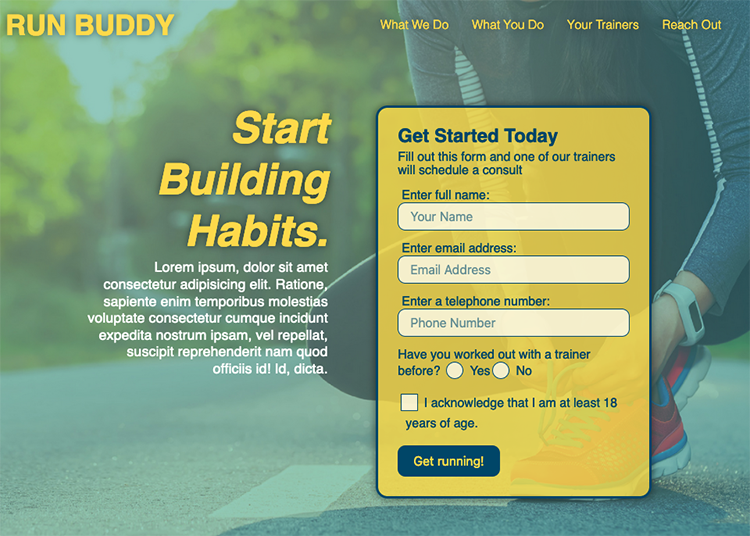 RUN BUDDY
What We Do
What You Do
Your Trainers
Reach Out
Start
Building
Habits.
Lorem ipsum, dolor sit amet
consectetur adipisicing elit. Ratione,
sapiente enim temporibus molestias
voluptate consectetur cumque incidunt
expedita nostrum ipsam, vel repellat,
suscipit reprehenderit nam quod
officiis id! Id, dicta.
Get Started Today
Fill out this form and one of our trainers
will schedule a consult
Enter full name:
Your Name
Enter email address:
Email Address
Enter a telephone number:
Phone Number
Have you worked out with a trainer
before? Yes No
I acknowledge that I am at least 18
years of age.
Get running!